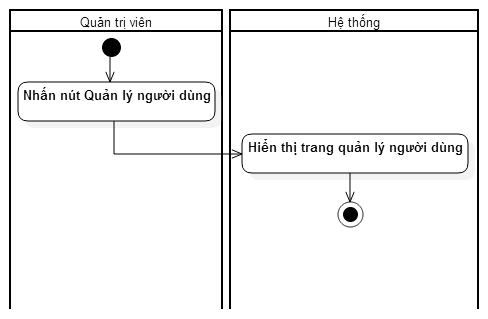 Quản trị viên
Hệ thống
Nhấn nút Quản lý người dùng
Hiển thị trang quản lý người dùng